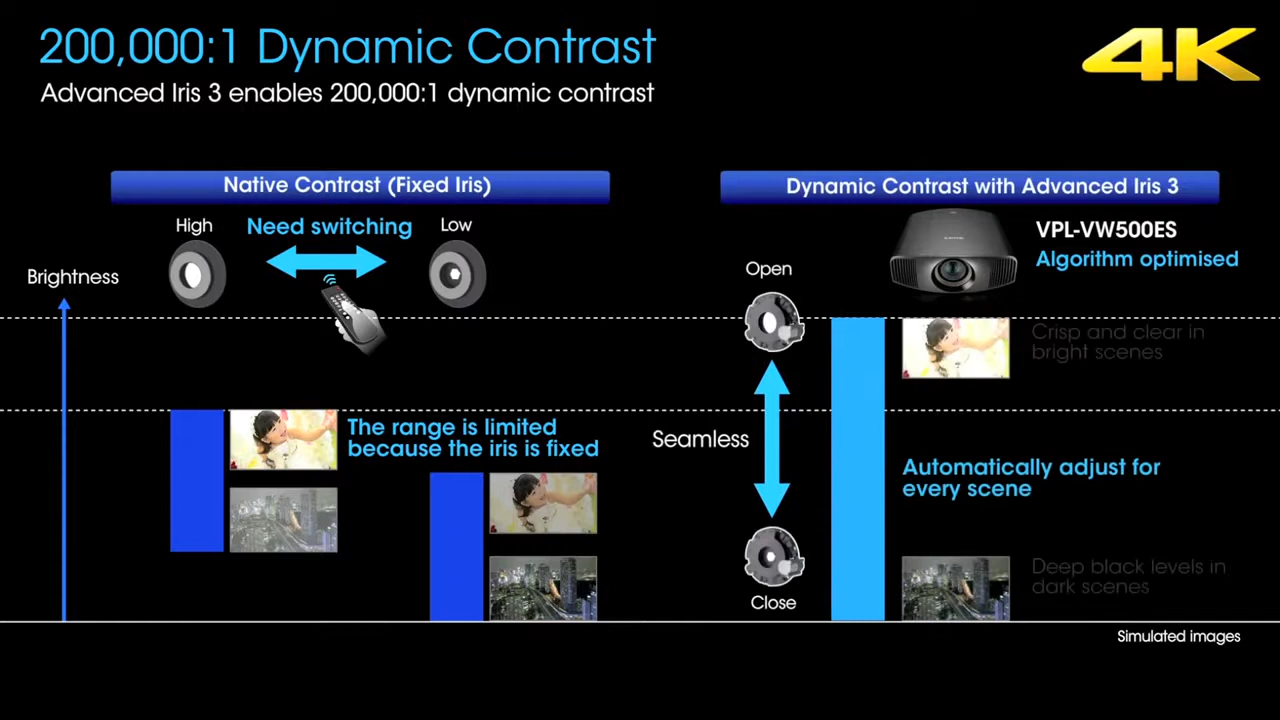 200,000:1 Dynamic Contrast
4K
Advanced Iris 3 enables 200,000:1 dynamic contrast
Native Contrast (Fixed Iris)
High
Need switching
Low
Brightness
The range is limited
because the iris is fixed
Dynamic Contrast with Advanced Iris 3
VPL-VW500ES
Algorithm optimised
Open
Crisp and clear in
bright scenes
Seamless
Automatically adjust for
every scene
Deep black levels in
dark scenes
Close
Simulated images